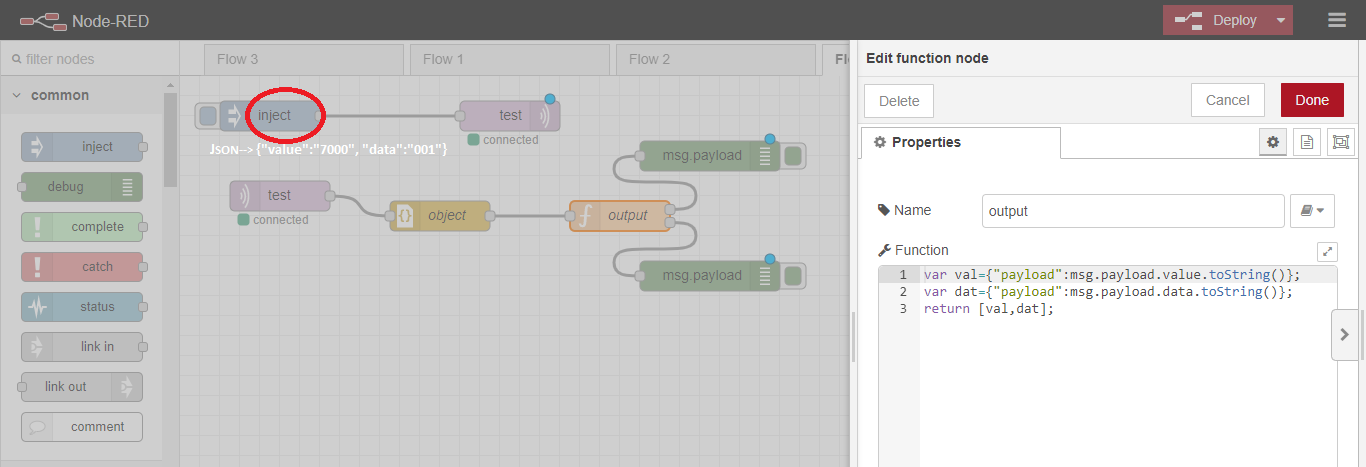 Node-RED
Deploy
filter nodes
Flow 3
Flow 1
Flow 2
common
inject
debug
complete
catch
status
link in
link out
comment
inject
test
connected
JSON--> {"value":"7000", "data":"001"}
test
connected
object
output
msg.payload
msg.payload
Edit function node
Delete
Cancel
Done
Properties
Name
output
Function
1 var val={"payload":msg.payload.value.toString()};
2 var dat={"payload":msg.payload.data.toString()};
3 return [val,dat];